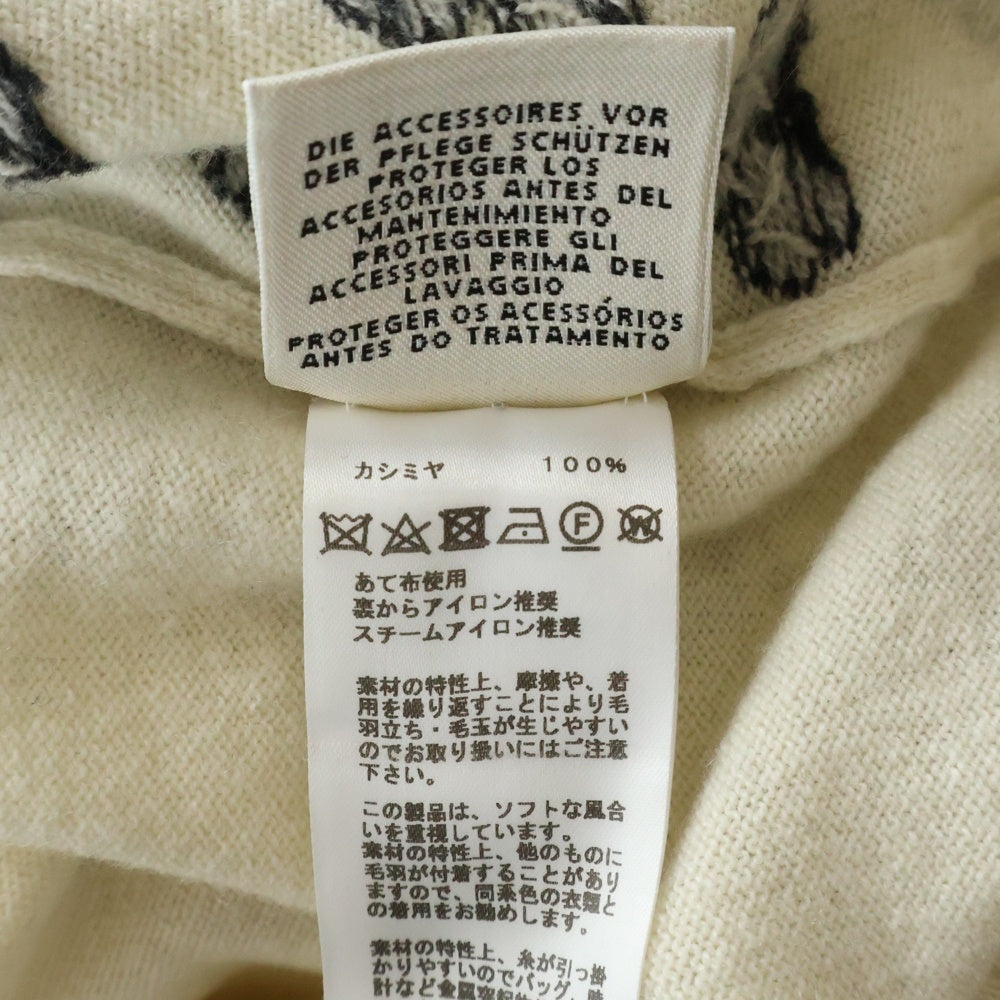 DIE ACCESSOIRES VOR
DER PFLEGE SCHÜTZEN
PROTEGER LOS
ACCESORIOS ANTES DEL
MANTENIMIENTO
PROTEGGERE GLI
ACCESSORI PRIMA DEL
LAVAGGIO
PROTEGER OS ACESSÓRIOS
ANTES DO TRATAMENTO
カシミヤ 100%
F W
あて布使用
裏からアイロン推奨
スチームアイロン推奨
素材の特性上、摩擦や、着
用を繰り返すことにより毛
羽立ち・毛玉が生じやすい
のでお取り扱いにはご注意
下さい。
この製品は、ソフトな風合
いを重視しています。
素材の特性上、他のものに
毛羽が付着することがあり
ますので、同系色の衣類と
の着用をお勧めします。
素材の特性上、糸が引っ掛
かりやすいのでバッグ、時
計など金属